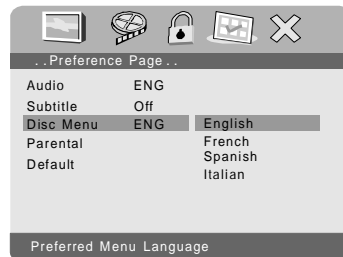 ..Preference Page..
Audio ENG
Subtitle Off
Disc Menu ENG English
Parental French
Spanish
Default Italian
Preferred Menu Language